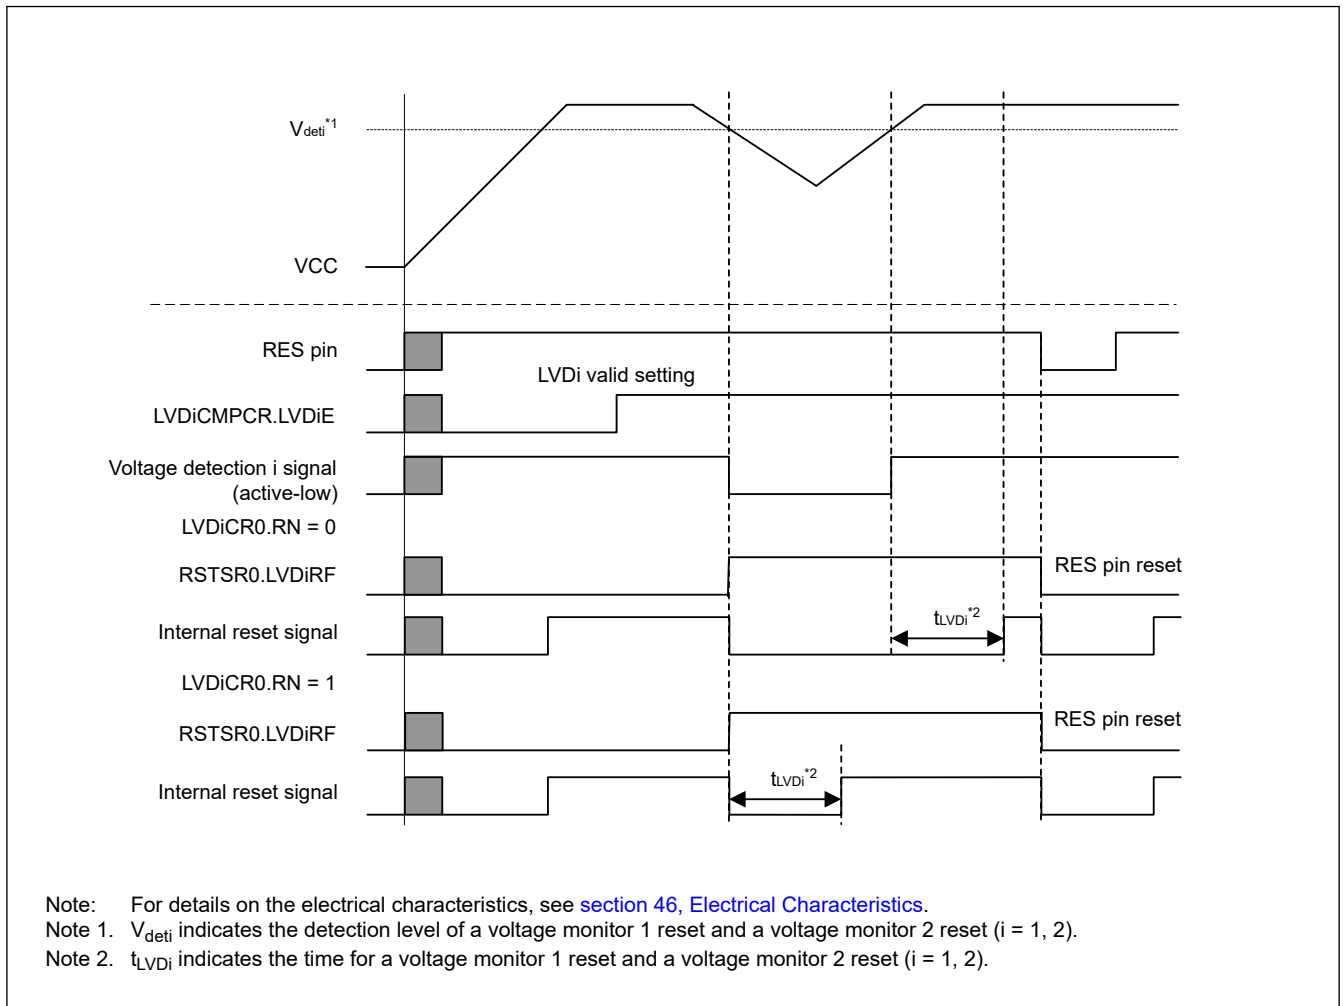 Vdeti*1
VCC
RES pin
LVDi valid setting
LVDiCMPCR.LVDiE
Voltage detection i signal
(active-low)
LVDiCR0.RN = 0
RSTSR0.LVDiRF
RES pin reset
Internal reset signal
tLVDi*2
LVDiCR0.RN = 1
RSTSR0.LVDiRF
RES pin reset
Internal reset signal
tLVDi*2
Note: For details on the electrical characteristics, see section 46, Electrical Characteristics.
Note 1. Vdeti indicates the detection level of a voltage monitor 1 reset and a voltage monitor 2 reset (i = 1, 2).
Note 2. tLVDi indicates the time for a voltage monitor 1 reset and a voltage monitor 2 reset (i = 1, 2).